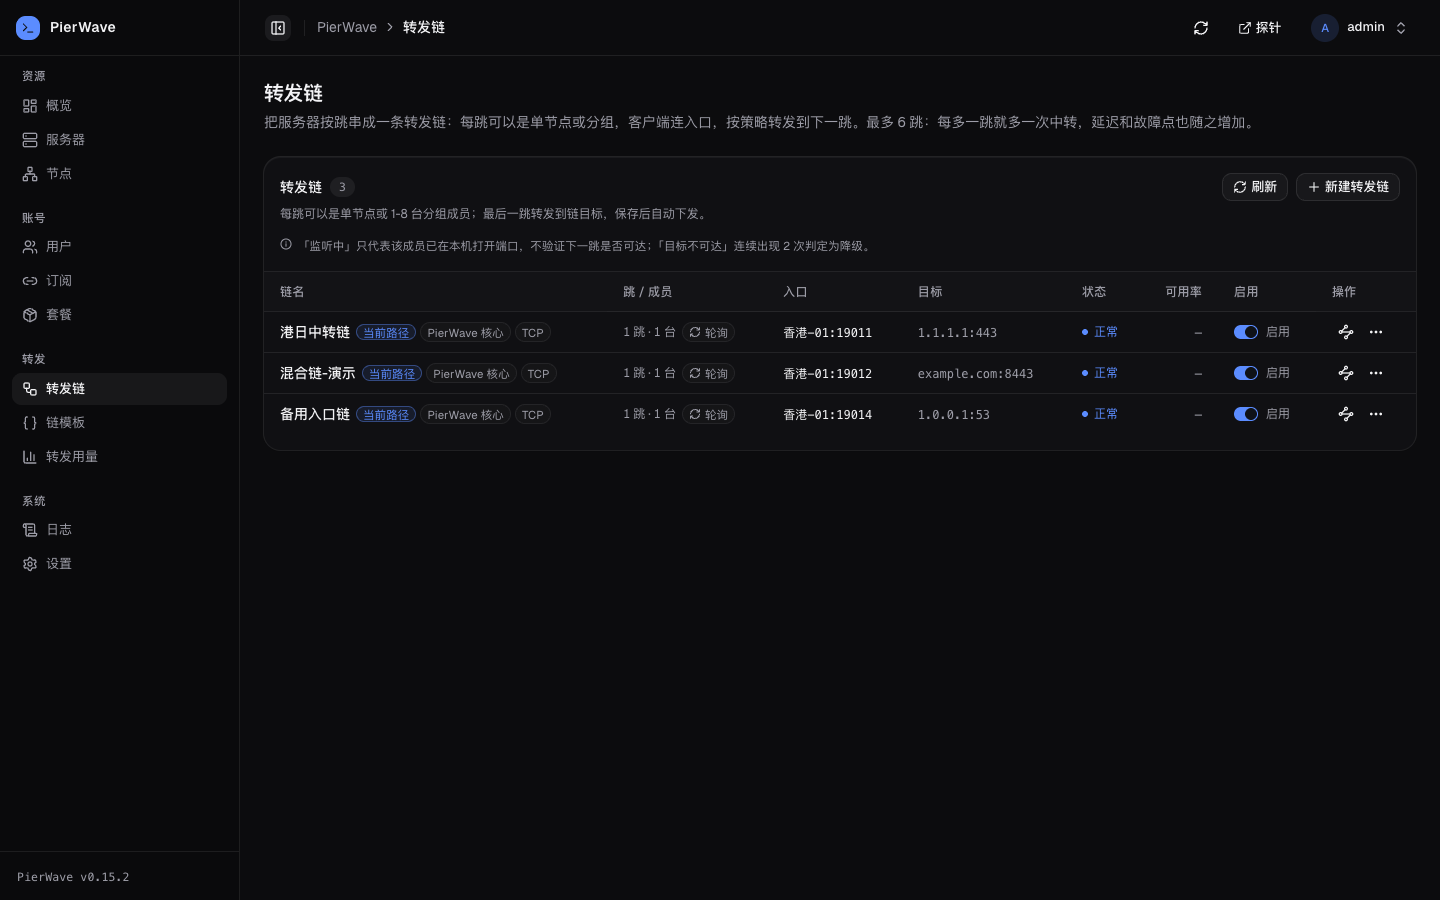 PierWave
PierWave > 转发链
探针
A
admin
资源
概览
服务器
节点
账号
用户
订阅
套餐
转发
转发链
链模板
转发用量
系统
日志
设置
PierWave v0.15.2
转发链
把服务器按跳串成一条转发链：每跳可以是单节点或分组，客户端连入口，按策略转发到下一跳。最多 6 跳：每多一跳就多一次中转，延迟和故障点也随之增加。
转发链 3
刷新
新建转发链
每跳可以是单节点或 1-8 台分组成员；最后一跳转发到链目标，保存后自动下发。
「监听中」只代表该成员已在本机打开端口，不验证下一跳是否可达；「目标不可达」连续出现 2 次判定为降级。
链名 跳 / 成员 入口 目标 状态 可用率 启用 操作
港日中转链 当前路径 PierWave 核心 TCP 1 跳 · 1 台 轮询 香港-01:19011 1.1.1.1:443 正常 — 启用
混合链-演示 当前路径 PierWave 核心 TCP 1 跳 · 1 台 轮询 香港-01:19012 example.com:8443 正常 — 启用
备用入口链 当前路径 PierWave 核心 TCP 1 跳 · 1 台 轮询 香港-01:19014 1.0.0.1:53 正常 — 启用